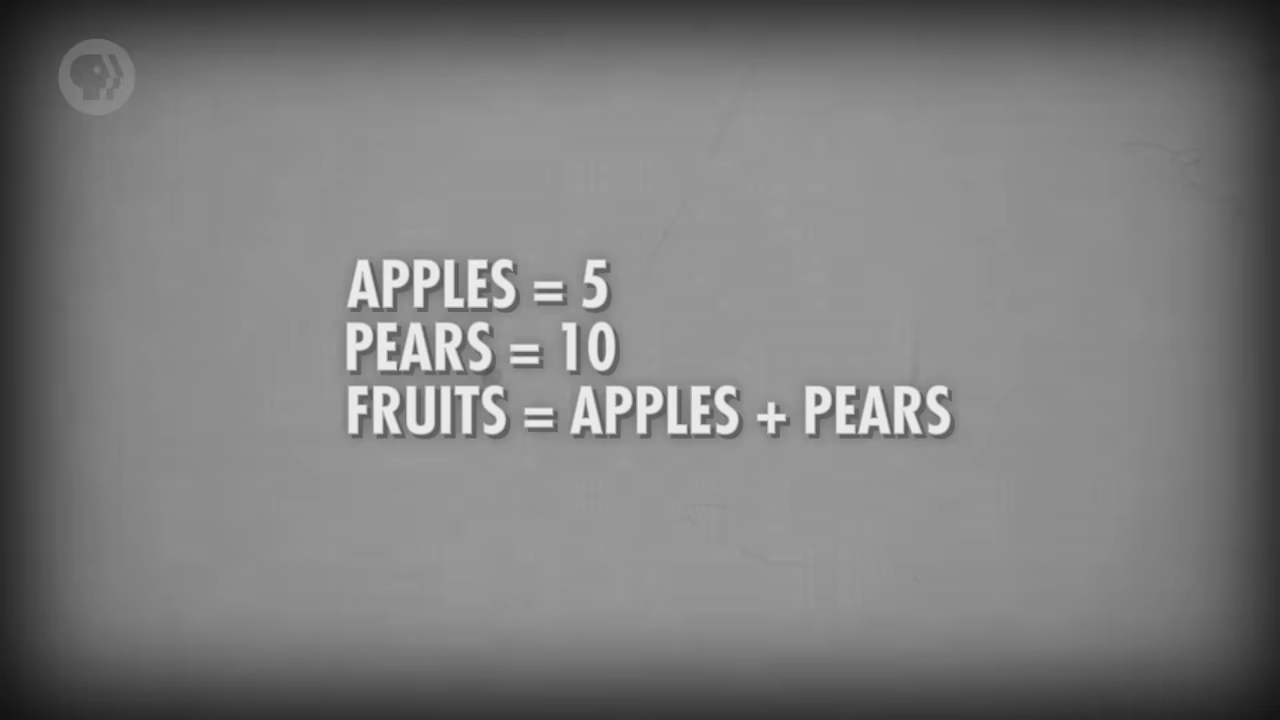 APPLES = 5
PEARS = 10
FRUITS = APPLES + PEARS